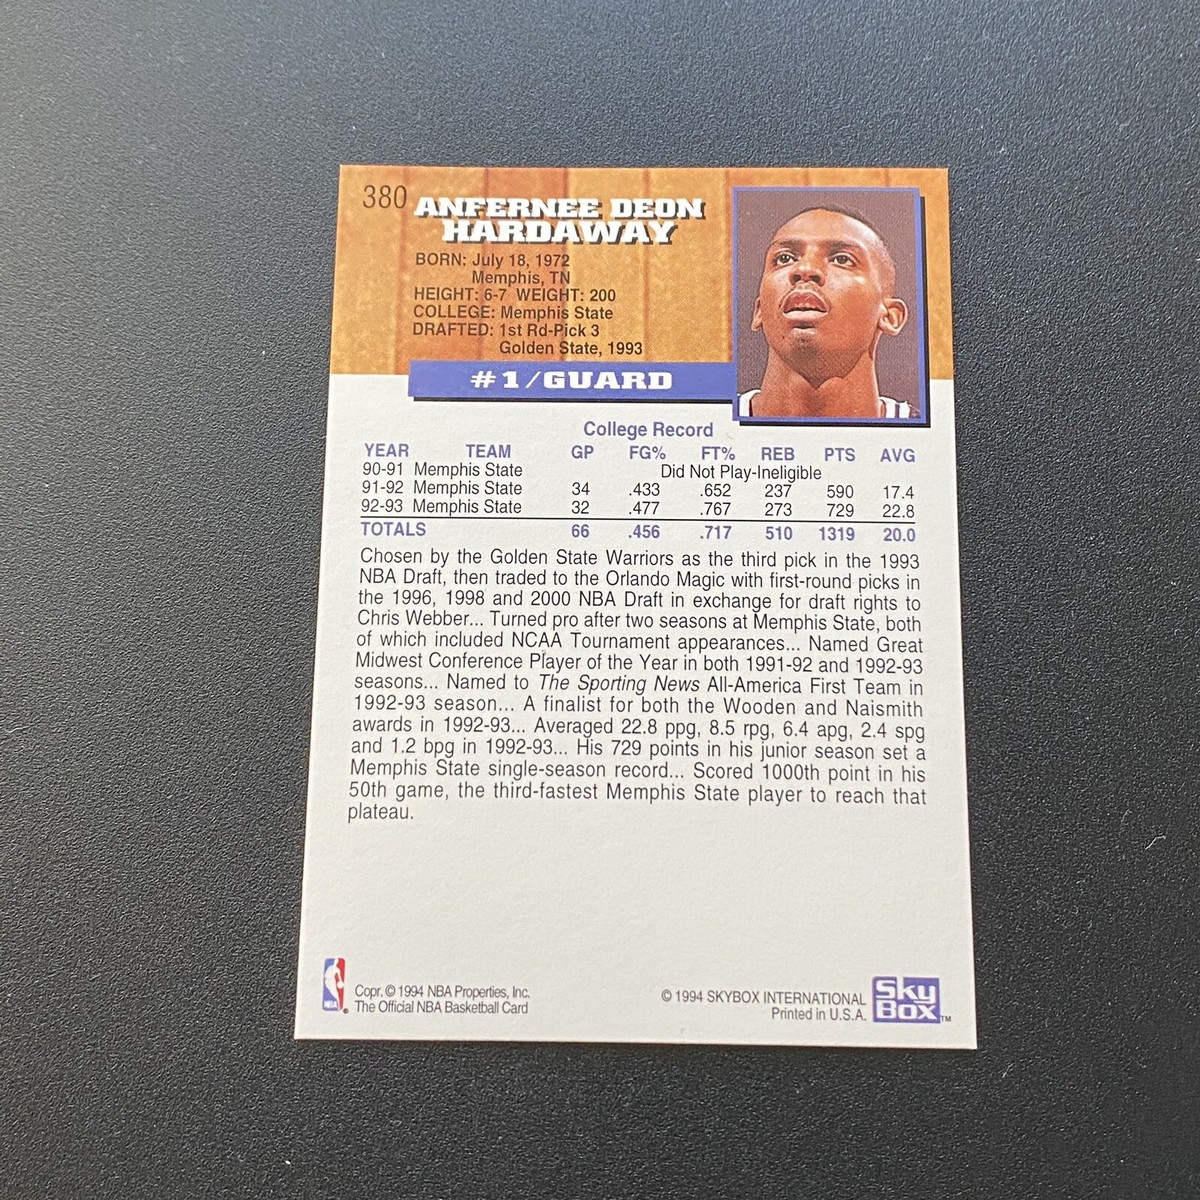 380
ANFERNEE DEON
HARDAWAY
BORN: July 18, 1972
Memphis, TN
HEIGHT: 6-7 WEIGHT: 200
COLLEGE: Memphis State
DRAFTED: 1st Rd-Pick 3
Golden State, 1993
#1/GUARD
College Record
YEAR TEAM GP FG% FT% REB PTS AVG
90-91 Memphis State Did Not Play-Ineligible
91-92 Memphis State 34 .433 .652 237 590 17.4
92-93 Memphis State 32 .477 .767 273 729 22.8
TOTALS 66 .456 .717 510 1319 20.0
Chosen by the Golden State Warriors as the third pick in the 1993
NBA Draft, then traded to the Orlando Magic with first-round picks in
the 1996, 1998 and 2000 NBA Draft in exchange for draft rights to
Chris Webber... Turned pro after two seasons at Memphis State, both
of which included NCAA Tournament appearances... Named Great
Midwest Conference Player of the Year in both 1991-92 and 1992-93
seasons... Named to The Sporting News All-America First Team in
1992-93 season... A finalist for both the Wooden and Naismith
awards in 1992-93... Averaged 22.8 ppg, 8.5 rpg, 6.4 apg, 2.4 spg
and 1.2 bpg in 1992-93... His 729 points in his junior season set a
Memphis State single-season record... Scored 1000th point in his
50th game, the third-fastest Memphis State player to reach that
plateau.
NBA
Copr. © 1994 NBA Properties, Inc.
The Official NBA Basketball Card
© 1994 SKYBOX INTERNATIONAL
Printed in U.S.A.
Sky
Box TM